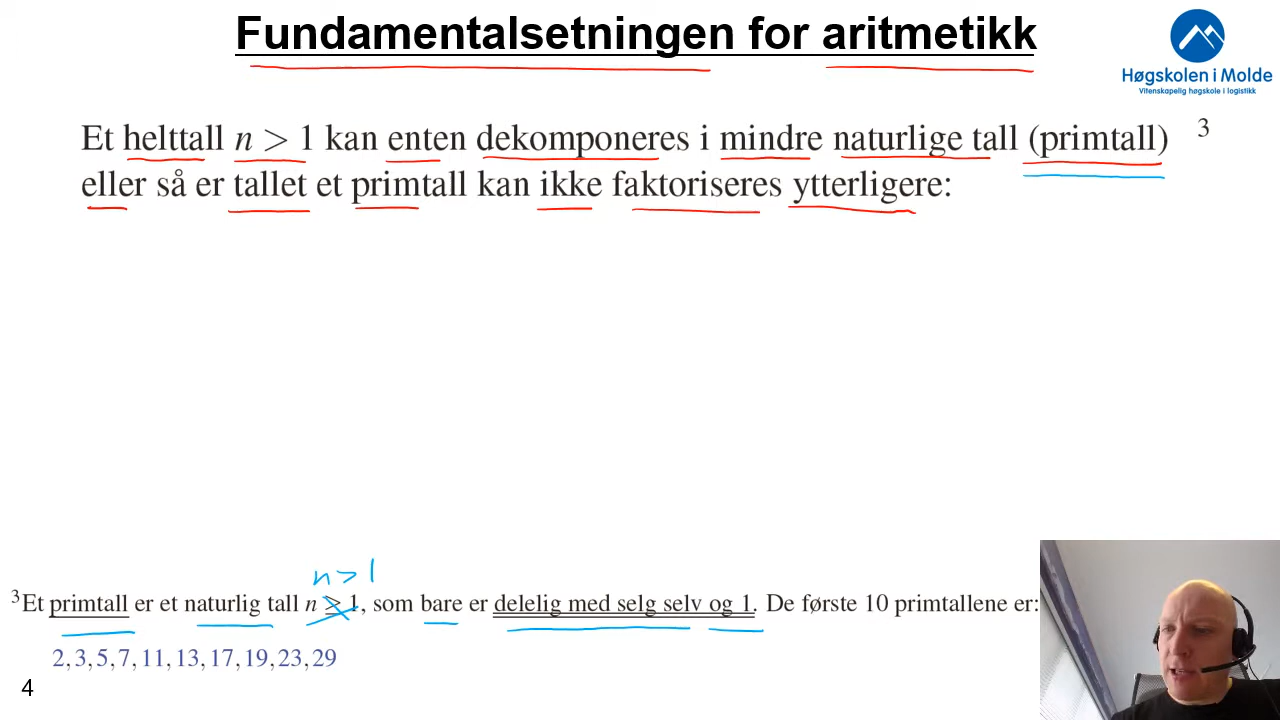 Fundamentalsetningen for aritmetikk
Høgskolen i Molde
Vitenskapelig høgskole i logistikk
Et helttall n > 1 kan enten dekomponeres i mindre naturlige tall (primtall) 3
eller så er tallet et primtall kan ikke faktoriseres ytterligere:
n > 1
3Et primtall er et naturlig tall n ≥ 1, som bare er delelig med selg selv og 1. De første 10 primtallene er:
2, 3, 5, 7, 11, 13, 17, 19, 23, 29
4